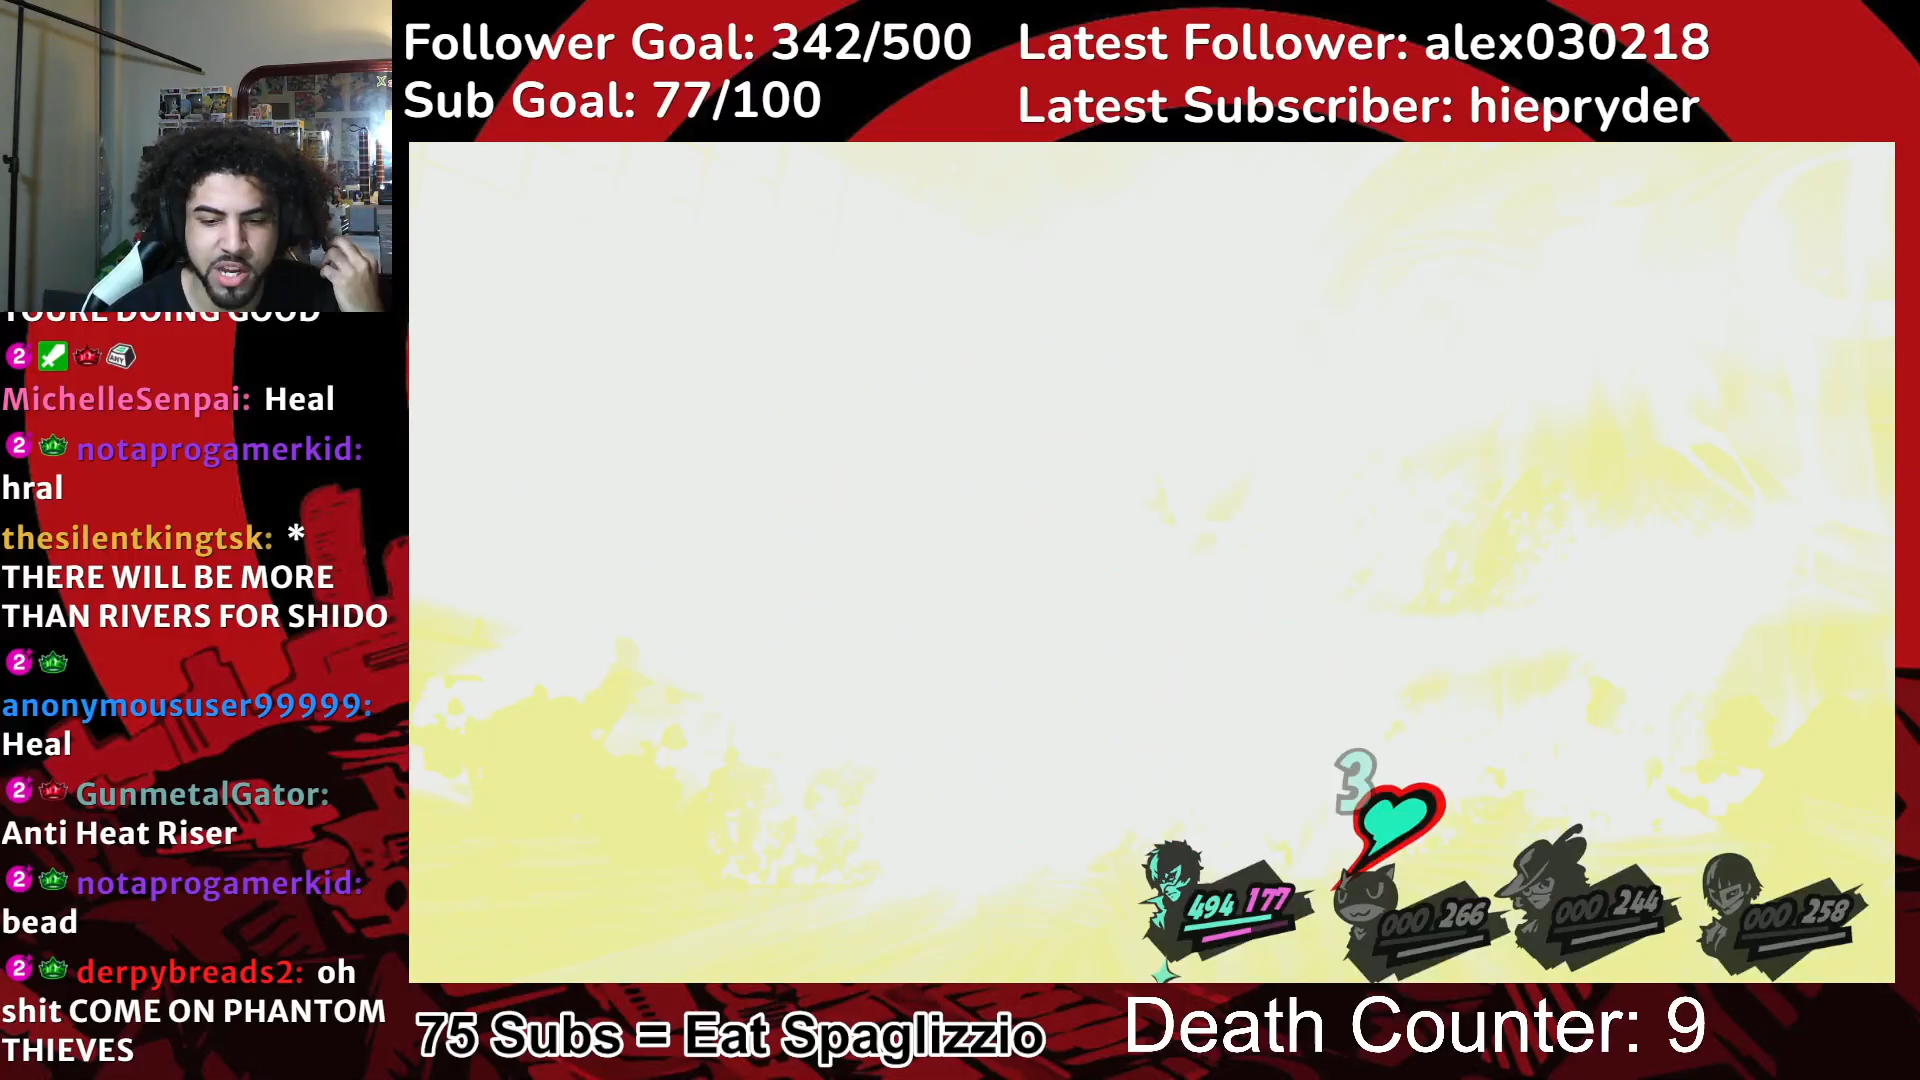 Follower Goal: 342/500
Sub Goal: 77/100
Latest Follower: alex030218
Latest Subscriber: hiepryder
YOURE DOING GOOD
MichelleSenpai: Heal
notaprogamerkid:
hral
thesilentkingtsk: *
THERE WILL BE MORE
THAN RIVERS FOR SHIDO
anonymoususer99999:
Heal
GunmetalGator:
Anti Heat Riser
notaprogamerkid:
bead
derpybreads2: oh
shit COME ON PHANTOM
THIEVES
3
494 177
000 266
000 244
000 258
75 Subs = Eat Spaglizzio
Death Counter: 9